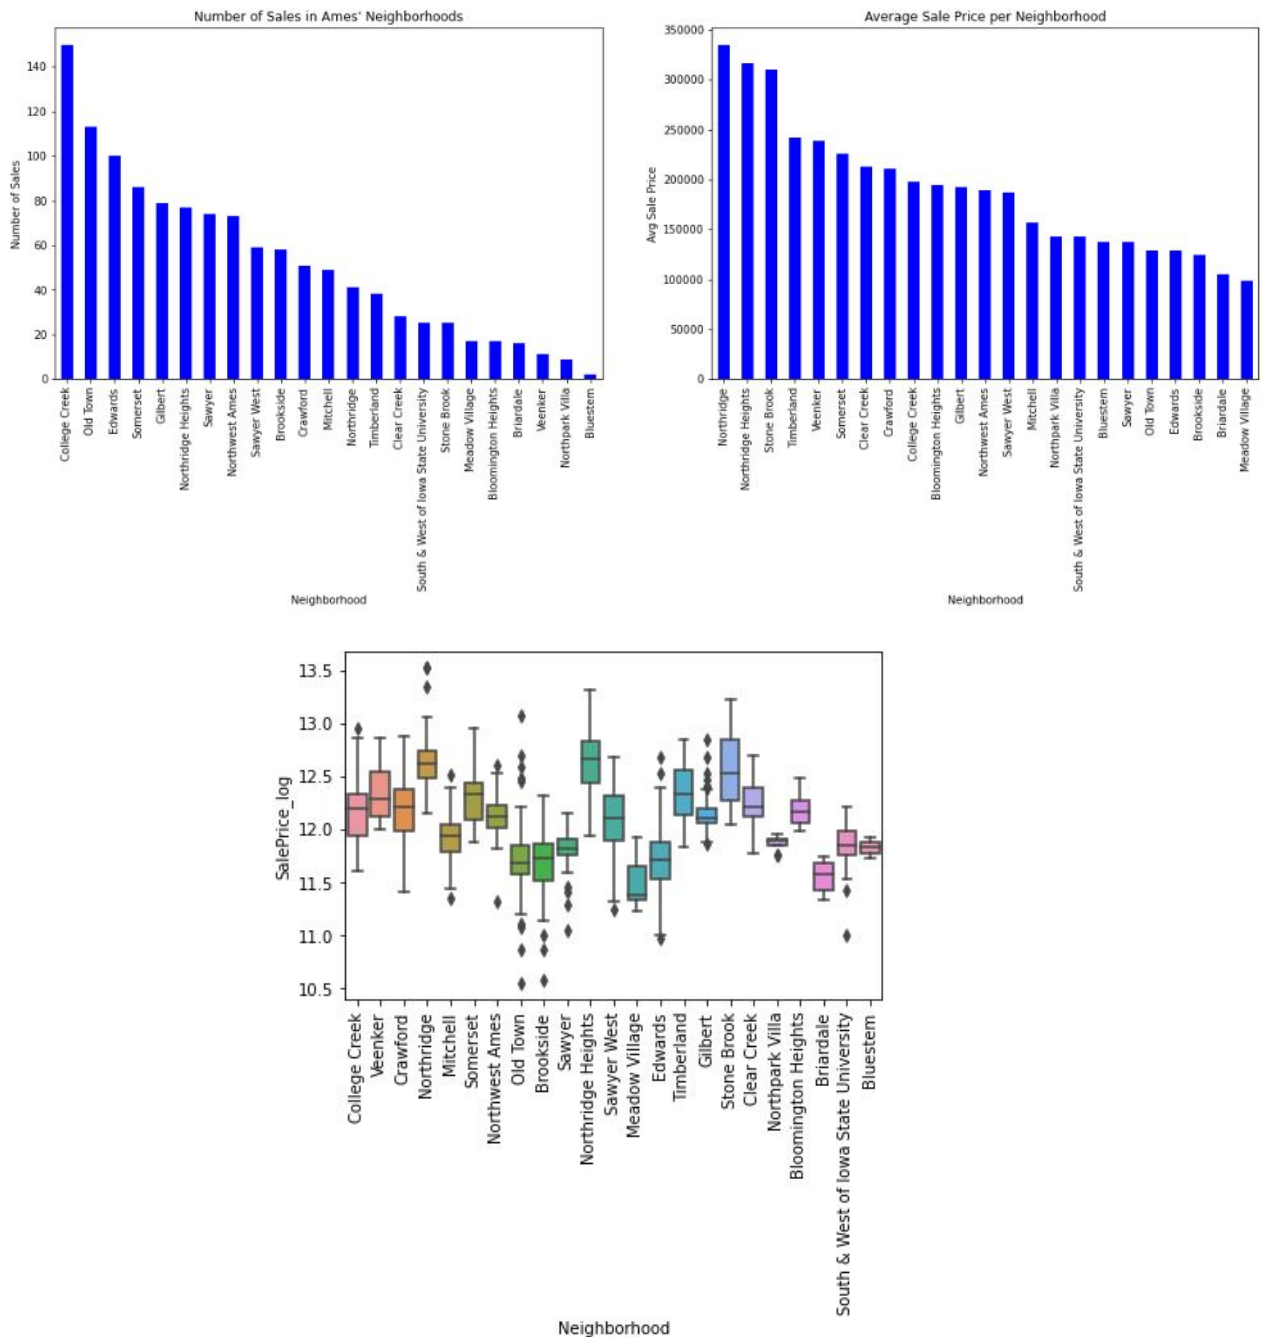 Number of Sales in Ames' Neighborhoods
Number of Sales
140
120
100
80
60
40
20
0
College Creek
Old Town
Edwards
Somerset
Gilbert
Northridge Heights
Sawyer
Northwest Ames
Sawyer West
Brookside
Crawford
Mitchell
Northridge
Timberland
Clear Creek
South & West of Iowa State University
Stone Brook
Meadow Village
Bloomington Heights
Briardale
Veenker
Northpark Villa
Bluestem
Neighborhood
Average Sale Price per Neighborhood
Avg Sale Price
350000
300000
250000
200000
150000
100000
50000
0
Northridge
Northridge Heights
Stone Brook
Timberland
Veenker
Somerset
Clear Creek
Crawford
College Creek
Bloomington Heights
Gilbert
Northwest Ames
Sawyer West
Mitchell
Northpark Villa
South & West of Iowa State University
Bluestem
Sawyer
Old Town
Edwards
Brookside
Briardale
Meadow Village
Neighborhood
SalePrice_log
13.5
13.0
12.5
12.0
11.5
11.0
10.5
College Creek
Veenker
Crawford
Northridge
Mitchell
Somerset
Northwest Ames
Old Town
Brookside
Sawyer
Northridge Heights
Sawyer West
Meadow Village
Edwards
Timberland
Gilbert
Stone Brook
Clear Creek
Northpark Villa
Bloomington Heights
Briardale
South & West of Iowa State University
Bluestem
Neighborhood